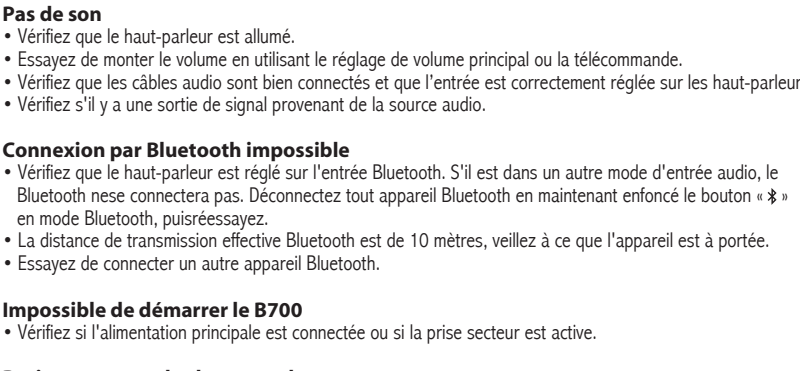 Pas de son
• Vérifiez que le haut-parleur est allumé.
• Essayez de monter le volume en utilisant le réglage de volume principal ou la télécommande.
• Vérifiez que les câbles audio sont bien connectés et que l’entrée est correctement réglée sur les haut-parleur
• Vérifiez s'il y a une sortie de signal provenant de la source audio.
Connexion par Bluetooth impossible
• Vérifiez que le haut-parleur est réglé sur l'entrée Bluetooth. S'il est dans un autre mode d'entrée audio, le
Bluetooth nese connectera pas. Déconnectez tout appareil Bluetooth en maintenant enfoncé le bouton « »
en mode Bluetooth, puisréessayez.
• La distance de transmission effective Bluetooth est de 10 mètres, veillez à ce que l'appareil est à portée.
• Essayez de connecter un autre appareil Bluetooth.
Impossible de démarrer le B700
• Vérifiez si l'alimentation principale est connectée ou si la prise secteur est active.